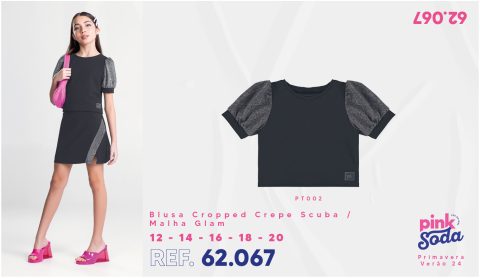 62.067
PT002
Blusa Cropped Crepe Scuba /
Malha Glam
12 - 14 - 16 - 18 - 20
REF. 62.067
pink
Soda
Primavera
Verão 24